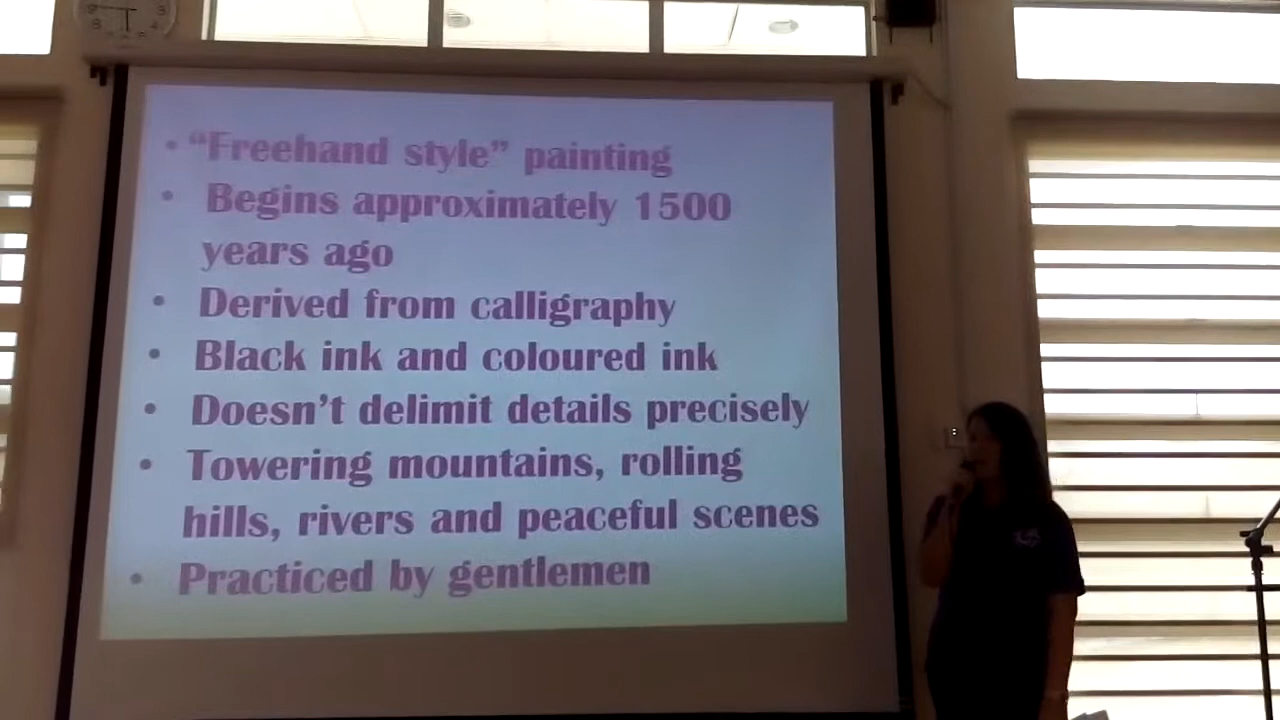 • “Freehand style” painting
• Begins approximately 1500
years ago
• Derived from calligraphy
• Black ink and coloured ink
• Doesn’t delimit details precisely
• Towering mountains, rolling
hills, rivers and peaceful scenes
• Practiced by gentlemen